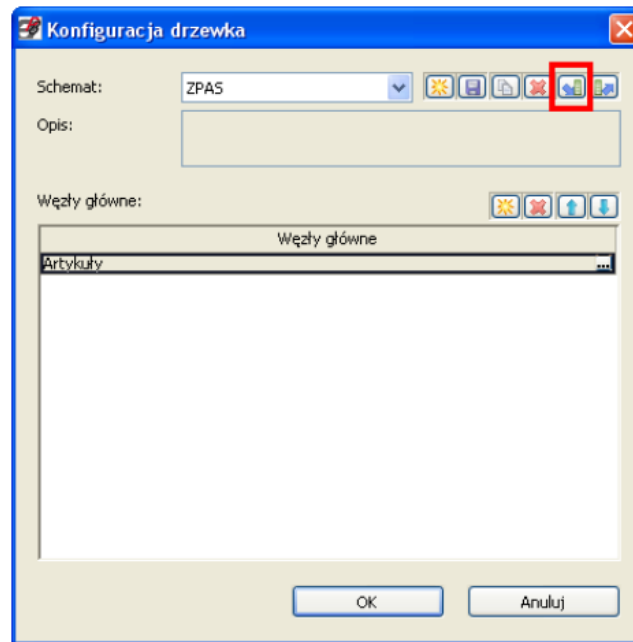 Konfiguracja drzewka
Schemat: ZPAS
Opis:
Węzły główne:
Węzły główne
Artykuły ...
OK Anuluj